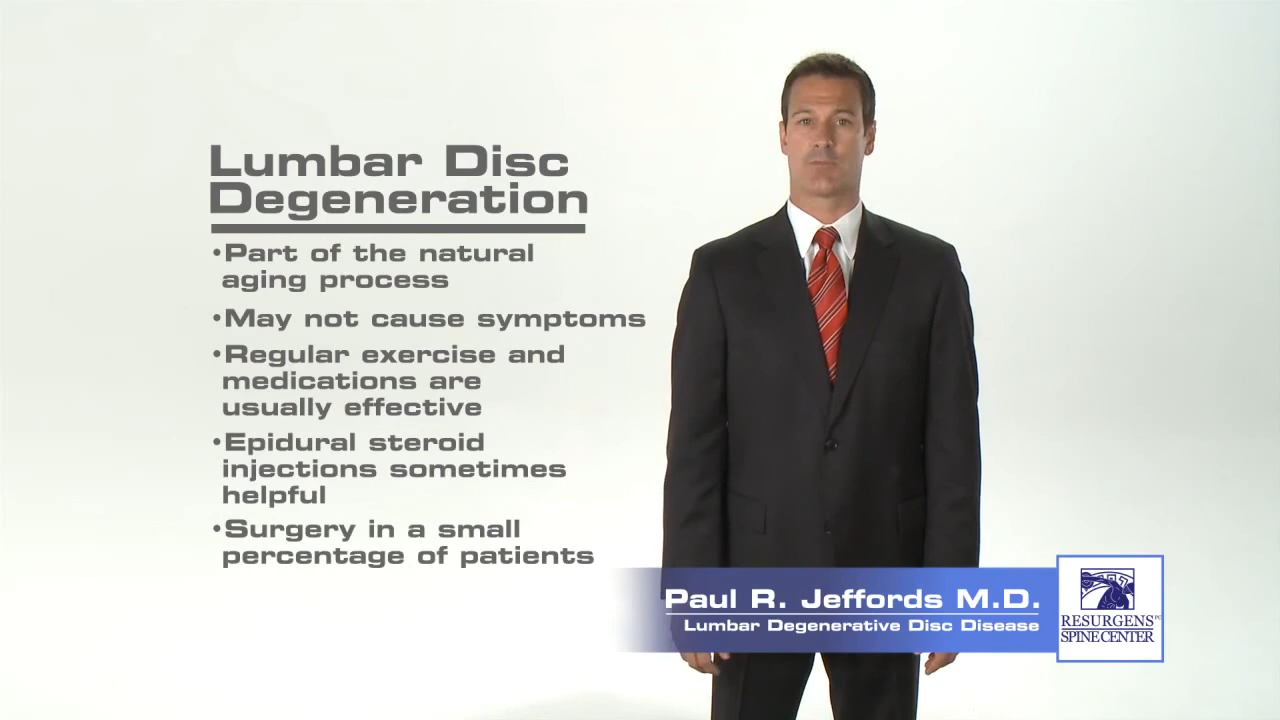 Lumbar Disc
Degeneration
•Part of the natural
aging process
•May not cause symptoms
•Regular exercise and
medications are
usually effective
•Epidural steroid
injections sometimes
helpful
•Surgery in a small
percentage of patients
Paul R. Jeffords M.D.
Lumbar Degenerative Disc Disease
RESURGENS PC
SPINE CENTER